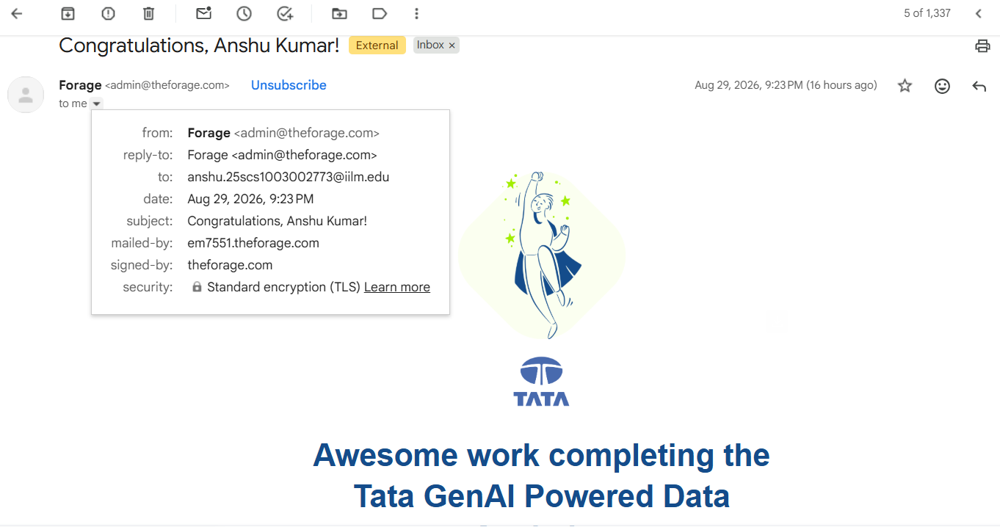 5 of 1,337
Congratulations, Anshu Kumar! External Inbox ×
Forage <admin@theforage.com> Unsubscribe Aug 29, 2026, 9:23 PM (16 hours ago)
to me
from: Forage <admin@theforage.com>
reply-to: Forage <admin@theforage.com>
to: anshu.25scs1003002773@iilm.edu
date: Aug 29, 2026, 9:23 PM
subject: Congratulations, Anshu Kumar!
mailed-by: em7551.theforage.com
signed-by: theforage.com
security: Standard encryption (TLS) Learn more
TATA
Awesome work completing the
Tata GenAI Powered Data